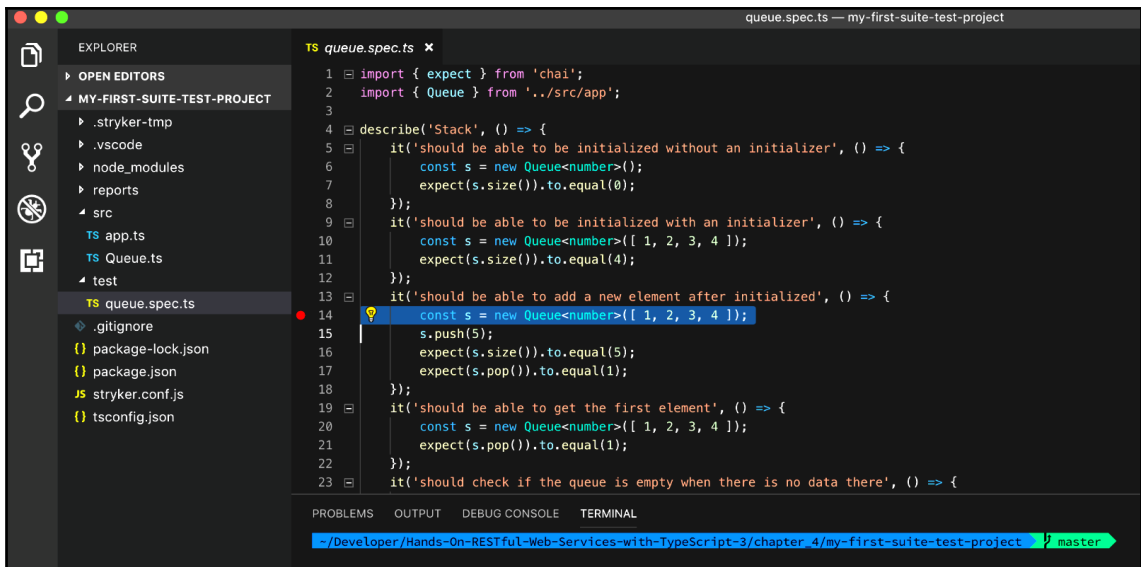 queue.spec.ts — my-first-suite-test-project
EXPLORER
OPEN EDITORS
MY-FIRST-SUITE-TEST-PROJECT
.stryker-tmp
.vscode
node_modules
reports
src
TS app.ts
TS Queue.ts
test
TS queue.spec.ts
.gitignore
{} package-lock.json
{} package.json
JS stryker.conf.js
{} tsconfig.json
TS queue.spec.ts ×
1 import { expect } from 'chai';
2 import { Queue } from '../src/app';
3
4 describe('Stack', () => {
5     it('should be able to be initialized without an initializer', () => {
6         const s = new Queue<number>();
7         expect(s.size()).to.equal(0);
8     });
9     it('should be able to be initialized with an initializer', () => {
10         const s = new Queue<number>([ 1, 2, 3, 4 ]);
11         expect(s.size()).to.equal(4);
12     });
13     it('should be able to add a new element after initialized', () => {
14         const s = new Queue<number>([ 1, 2, 3, 4 ]);
15         s.push(5);
16         expect(s.size()).to.equal(5);
17         expect(s.pop()).to.equal(1);
18     });
19     it('should be able to get the first element', () => {
20         const s = new Queue<number>([ 1, 2, 3, 4 ]);
21         expect(s.pop()).to.equal(1);
22     });
23     it('should check if the queue is empty when there is no data there', () => {
PROBLEMS OUTPUT DEBUG CONSOLE TERMINAL
~/Developer/Hands-On-RESTful-Web-Services-with-TypeScript-3/chapter_4/my-first-suite-test-project master